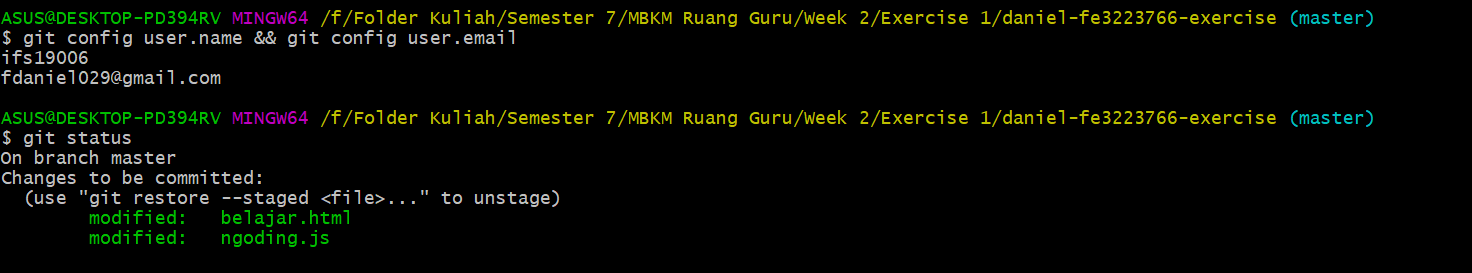 ASUS@DESKTOP-PD394RV MINGW64 /f/Folder Kuliah/Semester 7/MBKM Ruang Guru/Week 2/Exercise 1/daniel-fe3223766-exercise (master)
$ git config user.name && git config user.email
ifs19006
fdaniel029@gmail.com
ASUS@DESKTOP-PD394RV MINGW64 /f/Folder Kuliah/Semester 7/MBKM Ruang Guru/Week 2/Exercise 1/daniel-fe3223766-exercise (master)
$ git status
On branch master
Changes to be committed:
  (use "git restore --staged <file>..." to unstage)
        modified:   belajar.html
        modified:   ngoding.js